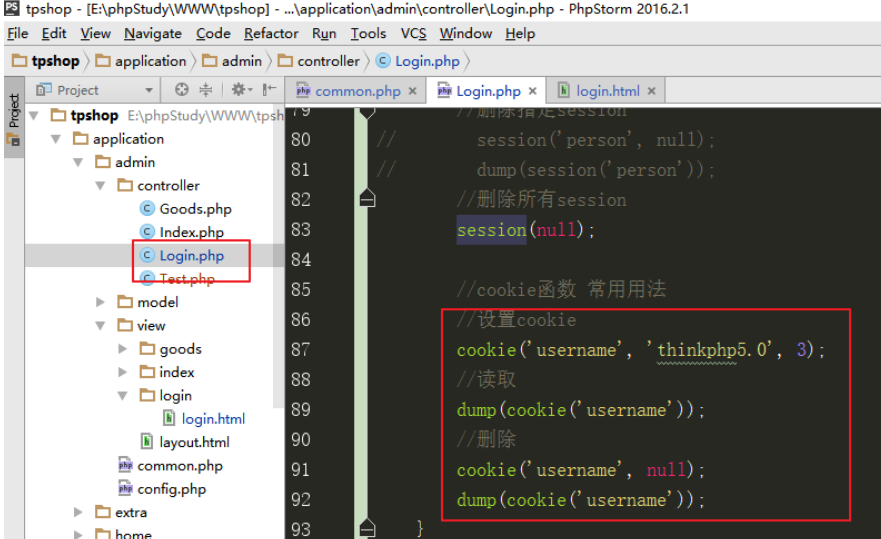 tpshop - [E:\phpStudy\WWW\tpshop] - ...\application\admin\controller\Login.php - PhpStorm 2016.2.1
File Edit View Navigate Code Refactor Run Tools VCS Window Help
tpshop application admin controller Login.php
Project
common.php × Login.php × login.html ×
Project
tpshop E:\phpStudy\WWW\tpsh
application
admin
controller
Goods.php
Index.php
Login.php
Test.php
model
view
goods
index
login
login.html
layout.html
common.php
config.php
extra
home
79 //删除指定session
80 // session('person', null);
81 // dump(session('person'));
82 //删除所有session
83 session(null);
84
85 //cookie函数 常用用法
86 //设置cookie
87 cookie('username', 'thinkphp5.0', 3);
88 //读取
89 dump(cookie('username'));
90 //删除
91 cookie('username', null);
92 dump(cookie('username'));
93 }